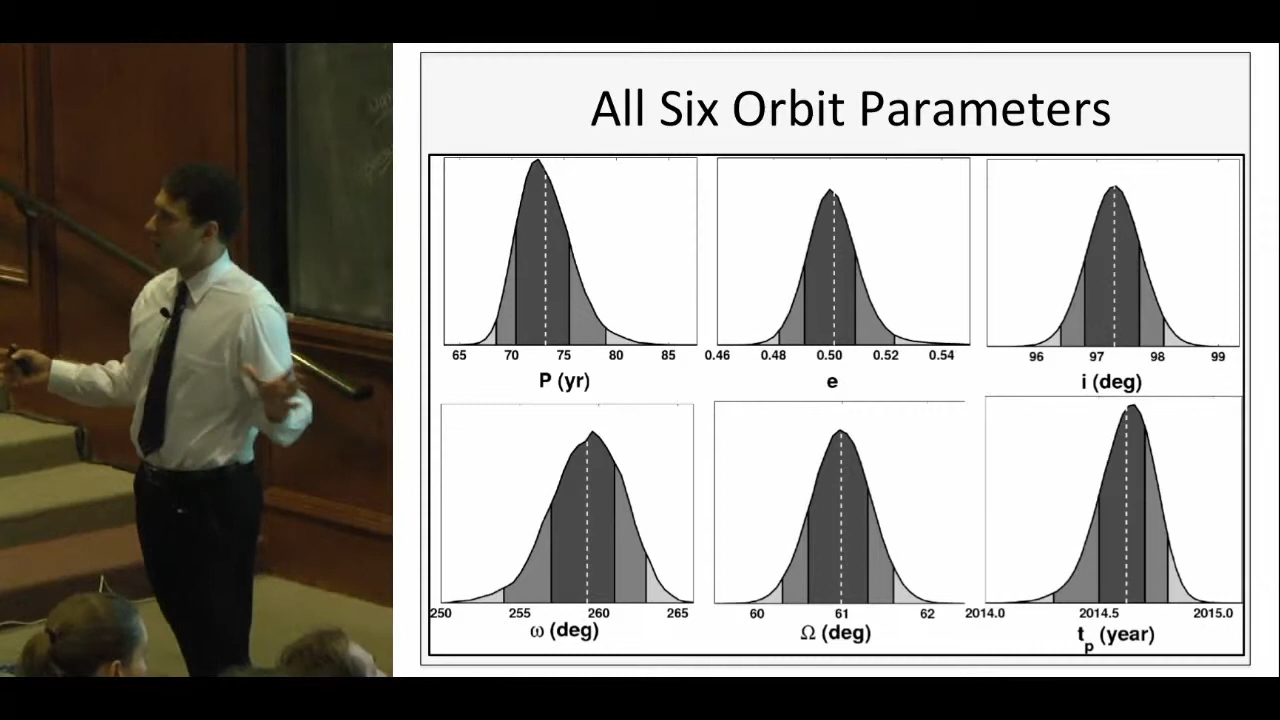 All Six Orbit Parameters
65 70 75 80 85
P (yr)
0.46 0.48 0.50 0.52 0.54
e
96 97 98 99
i (deg)
250 255 260 265
ω (deg)
60 61 62
Ω (deg)
2014.0 2014.5 2015.0
tp (year)